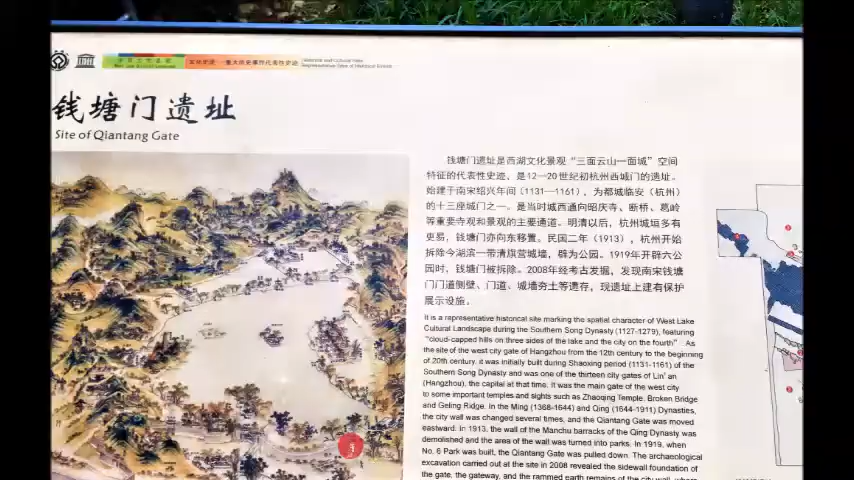 钱塘门遗址
Site of Qiantang Gate
钱塘门遗址是西湖文化景观“三面云山一面城”空间
特征的代表性史迹，是12—20世纪初杭州西城门的遗址。
始建于南宋绍兴年间（1131—1161），为都城临安（杭州）
的十三座城门之一。是当时城西通向昭庆寺、断桥、葛岭
等重要寺观和景观的主要通道。明清以后，杭州城垣多有
更易，钱塘门亦向东移置。民国二年（1913），杭州开始
拆除今湖滨一带清旗营城墙，辟为公园。1919年开辟六公
园时，钱塘门被拆除。2008年经考古发掘，发现南宋钱塘
门门道侧壁、门道、城墙夯土等遗存，现遗址上建有保护
展示设施。
It is a representative historical site marking the spatial character of West Lake
Cultural Landscape during the Southern Song Dynasty (1127-1279), featuring
"cloud-capped hills on three sides of the lake and the city on the fourth". As
the site of the west city gate of Hangzhou from the 12th century to the beginning
of 20th century, it was initially built during Shaoxing period (1131-1161) of the
Southern Song Dynasty and was one of the thirteen city gates of Lin'an
(Hangzhou), the capital at that time. It was the main gate of the west city
to some important temples and sights such as Zhaoqing Temple, Broken Bridge
and Geling Ridge. In the Ming (1368-1644) and Qing (1644-1911) Dynasties,
the city wall was changed several times, and the Qiantang Gate was moved
eastward. In 1913, the wall of the Manchu barracks of the Qing Dynasty was
demolished and the area of the wall was turned into parks. In 1919, when
No. 6 Park was built, the Qiantang Gate was pulled down. The archaeological
excavation carried out at the site in 2008 revealed the sidewall foundation of
the gate, the gateway, and the rammed earth remains of the city wall, where